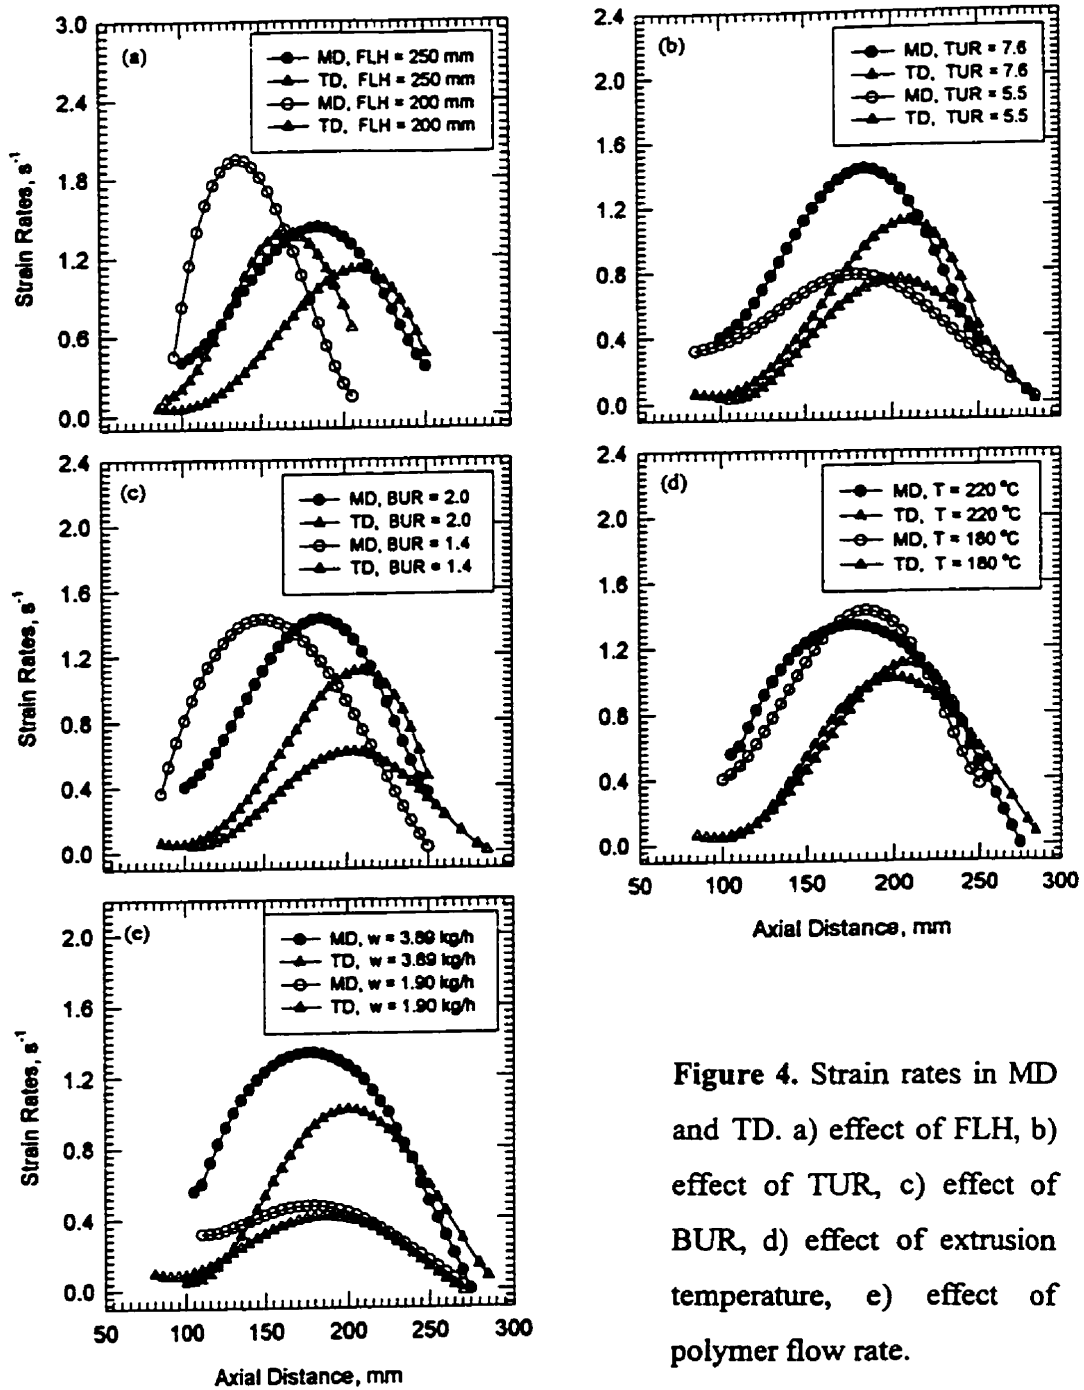 (a)
MD, FLH = 250 mm
TD, FLH = 250 mm
MD, FLH = 200 mm
TD, FLH = 200 mm
3.0
2.4
1.8
1.2
0.6
0.0
Strain Rates, s-1
(b)
MD, TUR = 7.6
TD, TUR = 7.6
MD, TUR = 5.5
TD, TUR = 5.5
2.4
2.0
1.6
1.2
0.8
0.4
0.0
(c)
MD, BUR = 2.0
TD, BUR = 2.0
MD, BUR = 1.4
TD, BUR = 1.4
2.4
2.0
1.6
1.2
0.8
0.4
0.0
Strain Rates, s-1
(d)
MD, T = 220 °C
TD, T = 220 °C
MD, T = 180 °C
TD, T = 180 °C
2.4
2.0
1.6
1.2
0.8
0.4
0.0
50 100 150 200 250 300
Axial Distance, mm
(e)
MD, w = 3.89 kg/h
TD, w = 3.89 kg/h
MD, w = 1.90 kg/h
TD, w = 1.90 kg/h
2.0
1.6
1.2
0.8
0.4
0.0
Strain Rates, s-1
50 100 150 200 250 300
Axial Distance, mm
Figure 4. Strain rates in MD
and TD. a) effect of FLH, b)
effect of TUR, c) effect of
BUR, d) effect of extrusion
temperature, e) effect of
polymer flow rate.